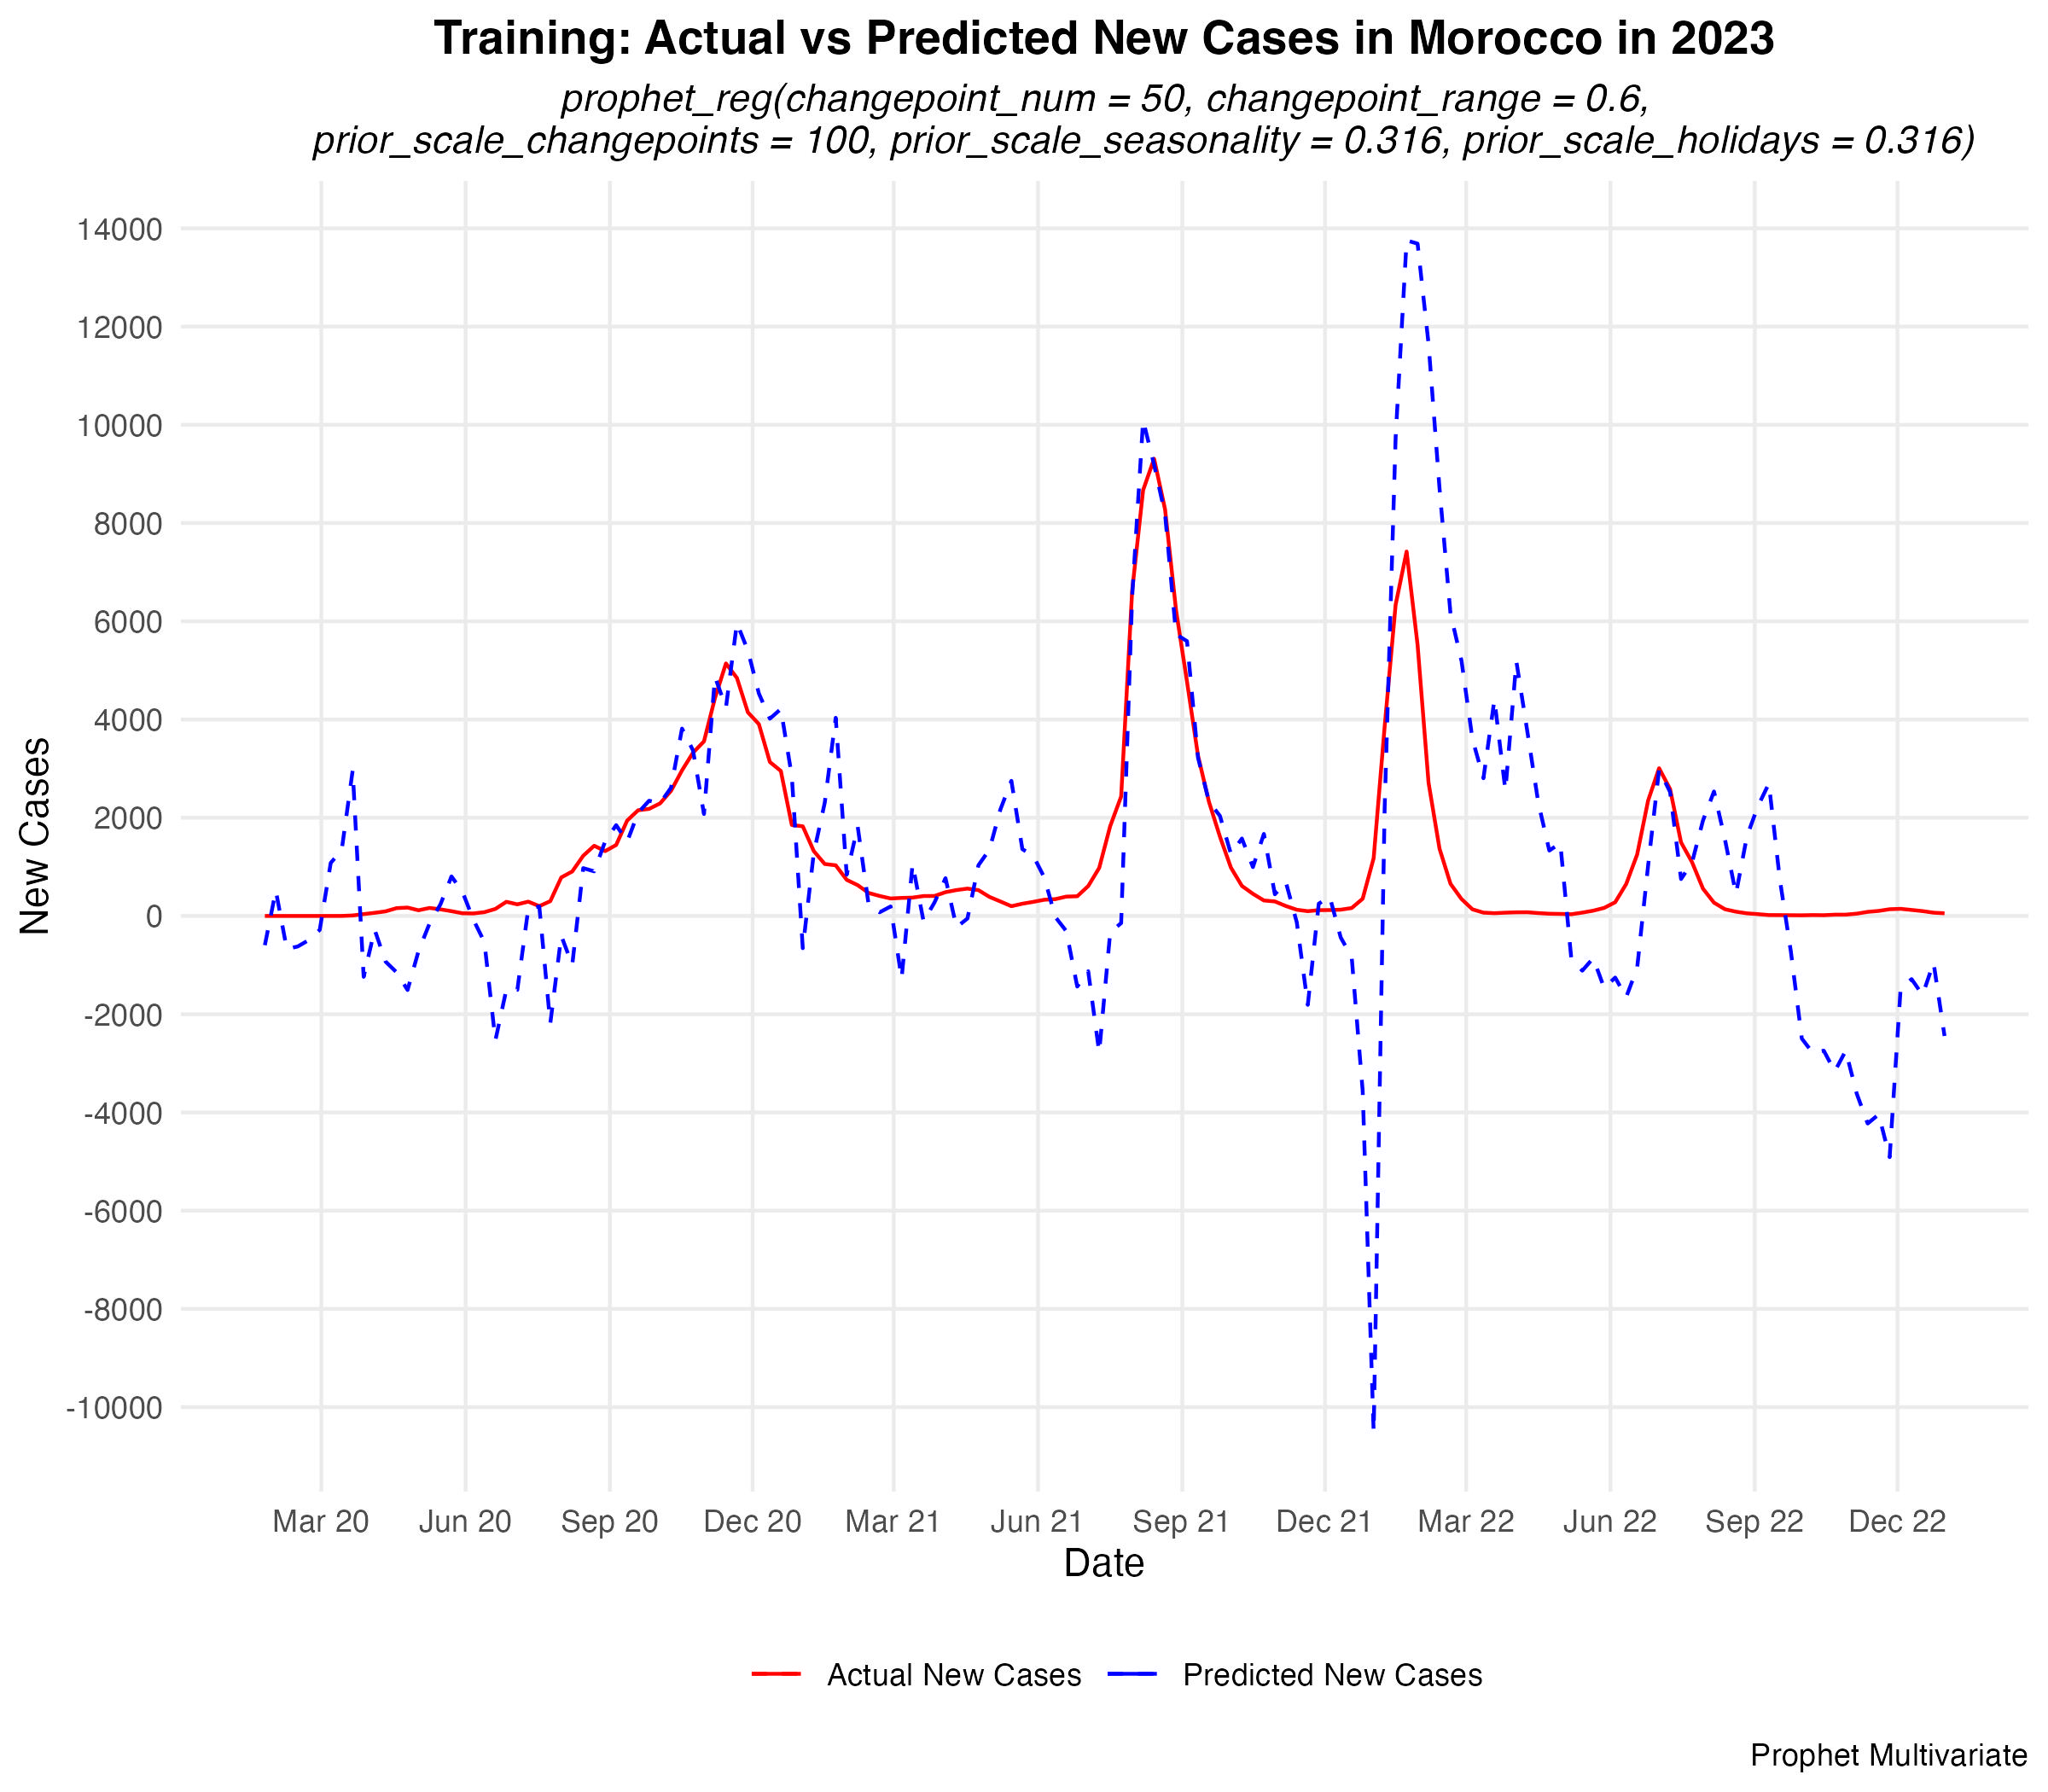 Training: Actual vs Predicted New Cases in Morocco in 2023
prophet_reg(changepoint_num = 50, changepoint_range = 0.6,
prior_scale_changepoints = 100, prior_scale_seasonality = 0.316, prior_scale_holidays = 0.316)
New Cases
14000
12000
10000
8000
6000
4000
2000
0
-2000
-4000
-6000
-8000
-10000
Mar 20 Jun 20 Sep 20 Dec 20 Mar 21 Jun 21 Sep 21 Dec 21 Mar 22 Jun 22 Sep 22 Dec 22
Date
Actual New Cases Predicted New Cases
Prophet Multivariate